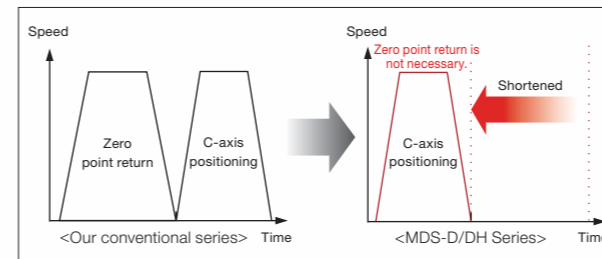 Speed
Zero
point return
C-axis
positioning
<Our conventional series>
Time
Speed
Zero point return is
not necessary.
Shortened
C-axis
positioning
<MDS-D/DH Series>
Time